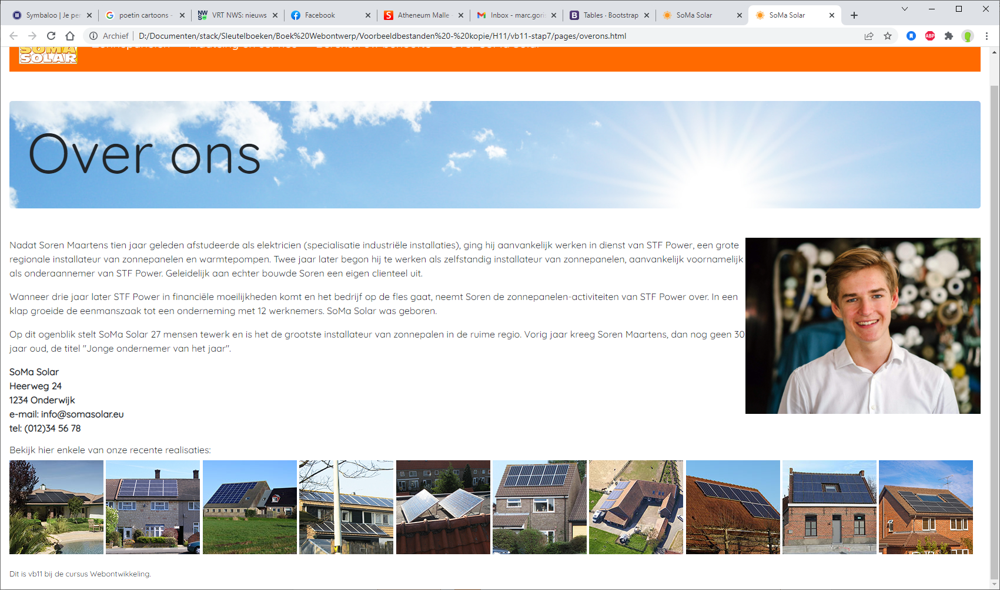 Symbaloo | Je per
poetin cartoons -
VRT NWS: nieuws
Facebook
Atheneum Malle
Inbox - marc.goris
Tables · Bootstrap
SoMa Solar
SoMa Solar
Archief
D:/Documenten/stack/Sleutelboeken/Boek%20Webontwerp/Voorbeeldbestanden%20-%20kopie/H11/vb11-stap7/pages/overons.html
ABP
SOMA
SOLAR
Over ons
Nadat Soren Maartens tien jaar geleden afstudeerde als elektricien (specialisatie industriële installaties), ging hij aanvankelijk werken in dienst van STF Power, een grote
regionale installateur van zonnepanelen en warmtepompen. Twee jaar later begon hij te werken als zelfstandig installateur van zonnepanelen, aanvankelijk voornamelijk
als onderaannemer van STF Power. Geleidelijk aan echter bouwde Soren een eigen clienteel uit.
Wanneer drie jaar later STF Power in financiële moeilijkheden komt en het bedrijf op de fles gaat, neemt Soren de zonnepanelen-activiteiten van STF Power over. In een
klap groeide de eenmanszaak tot een onderneming met 12 werknemers. SoMa Solar was geboren.
Op dit ogenblik stelt SoMa Solar 27 mensen tewerk en is het de grootste installateur van zonnepalen in de ruime regio. Vorig jaar kreeg Soren Maartens, dan nog geen 30
jaar oud, de titel "Jonge ondernemer van het jaar".
SoMa Solar
Heerweg 24
1234 Onderwijk
e-mail: info@somasolar.eu
tel: (012)34 56 78
Bekijk hier enkele van onze recente realisaties:
Dit is vb11 bij de cursus Webontwikkeling.